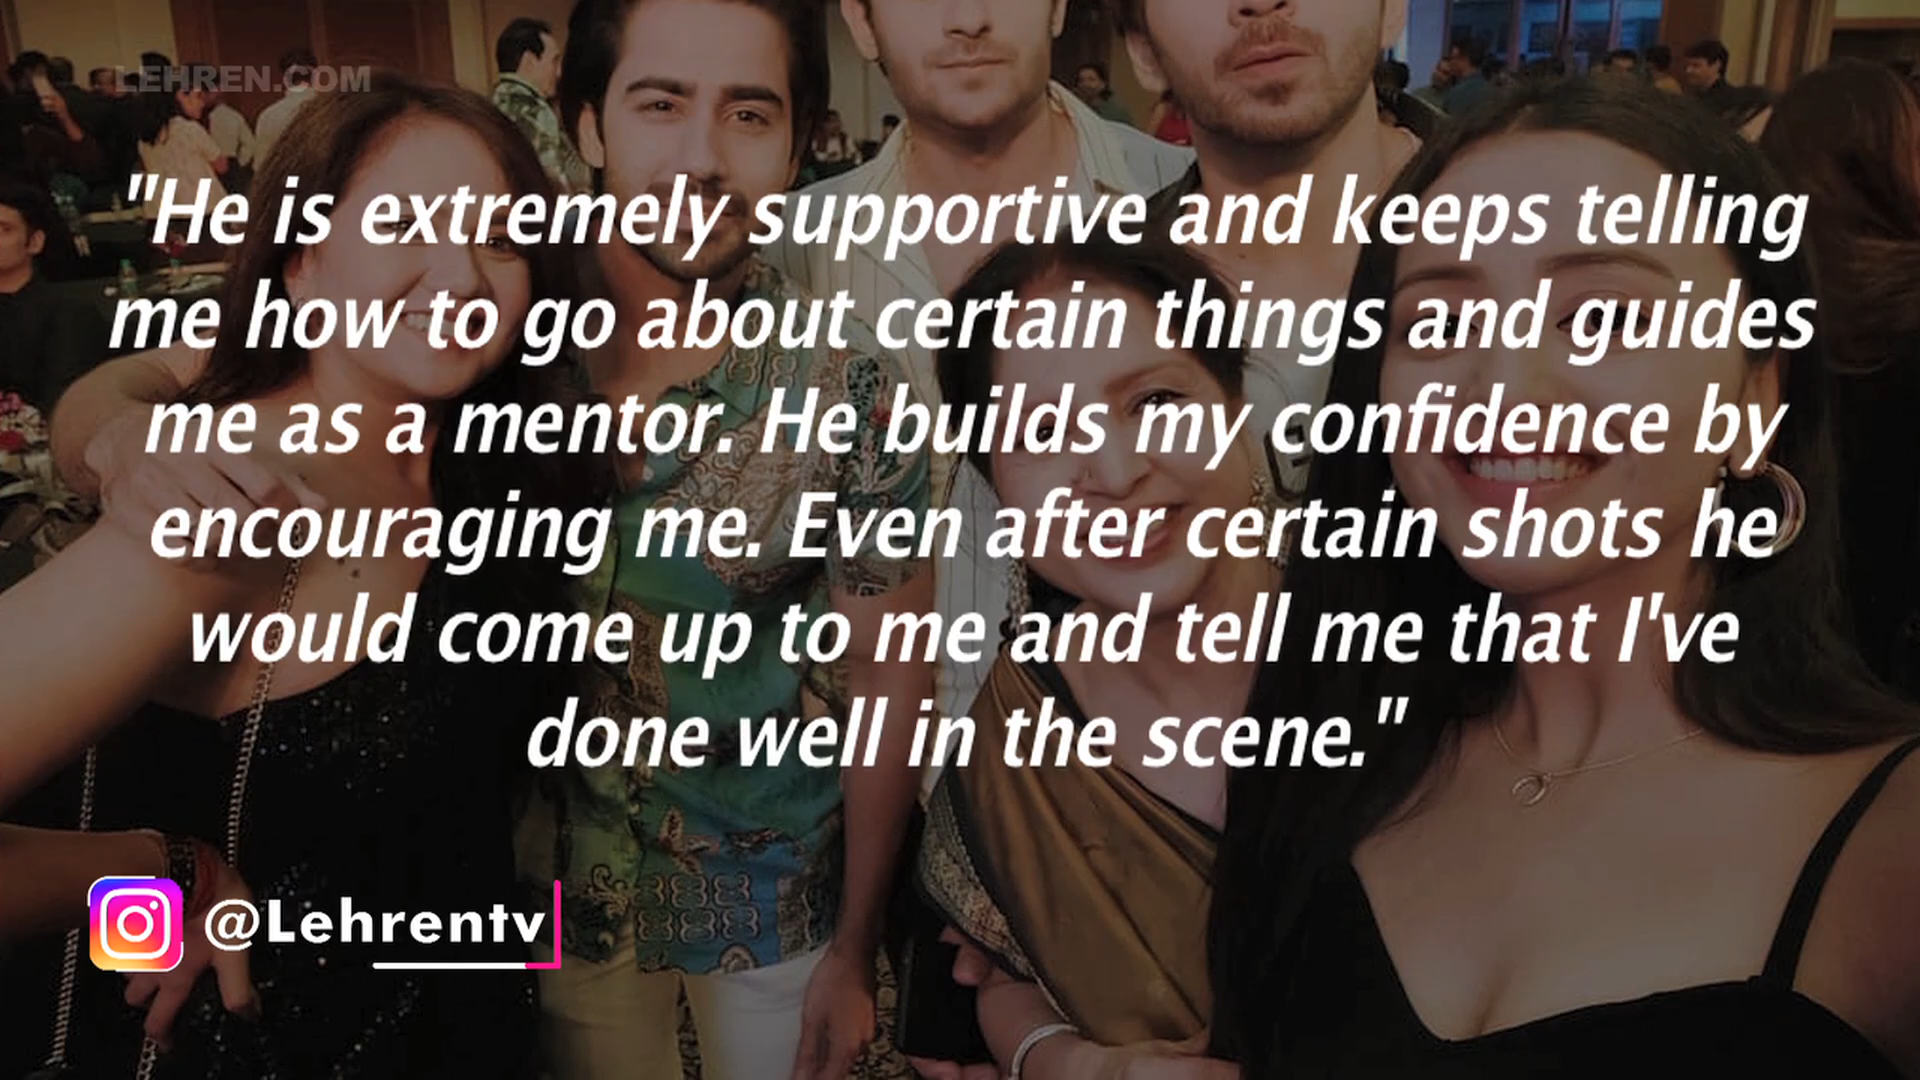 LEHREN.COM
"He is extremely supportive and keeps telling
me how to go about certain things and guides
me as a mentor. He builds my confidence by
encouraging me. Even after certain shots he
would come up to me and tell me that I've
done well in the scene."
@Lehrentv